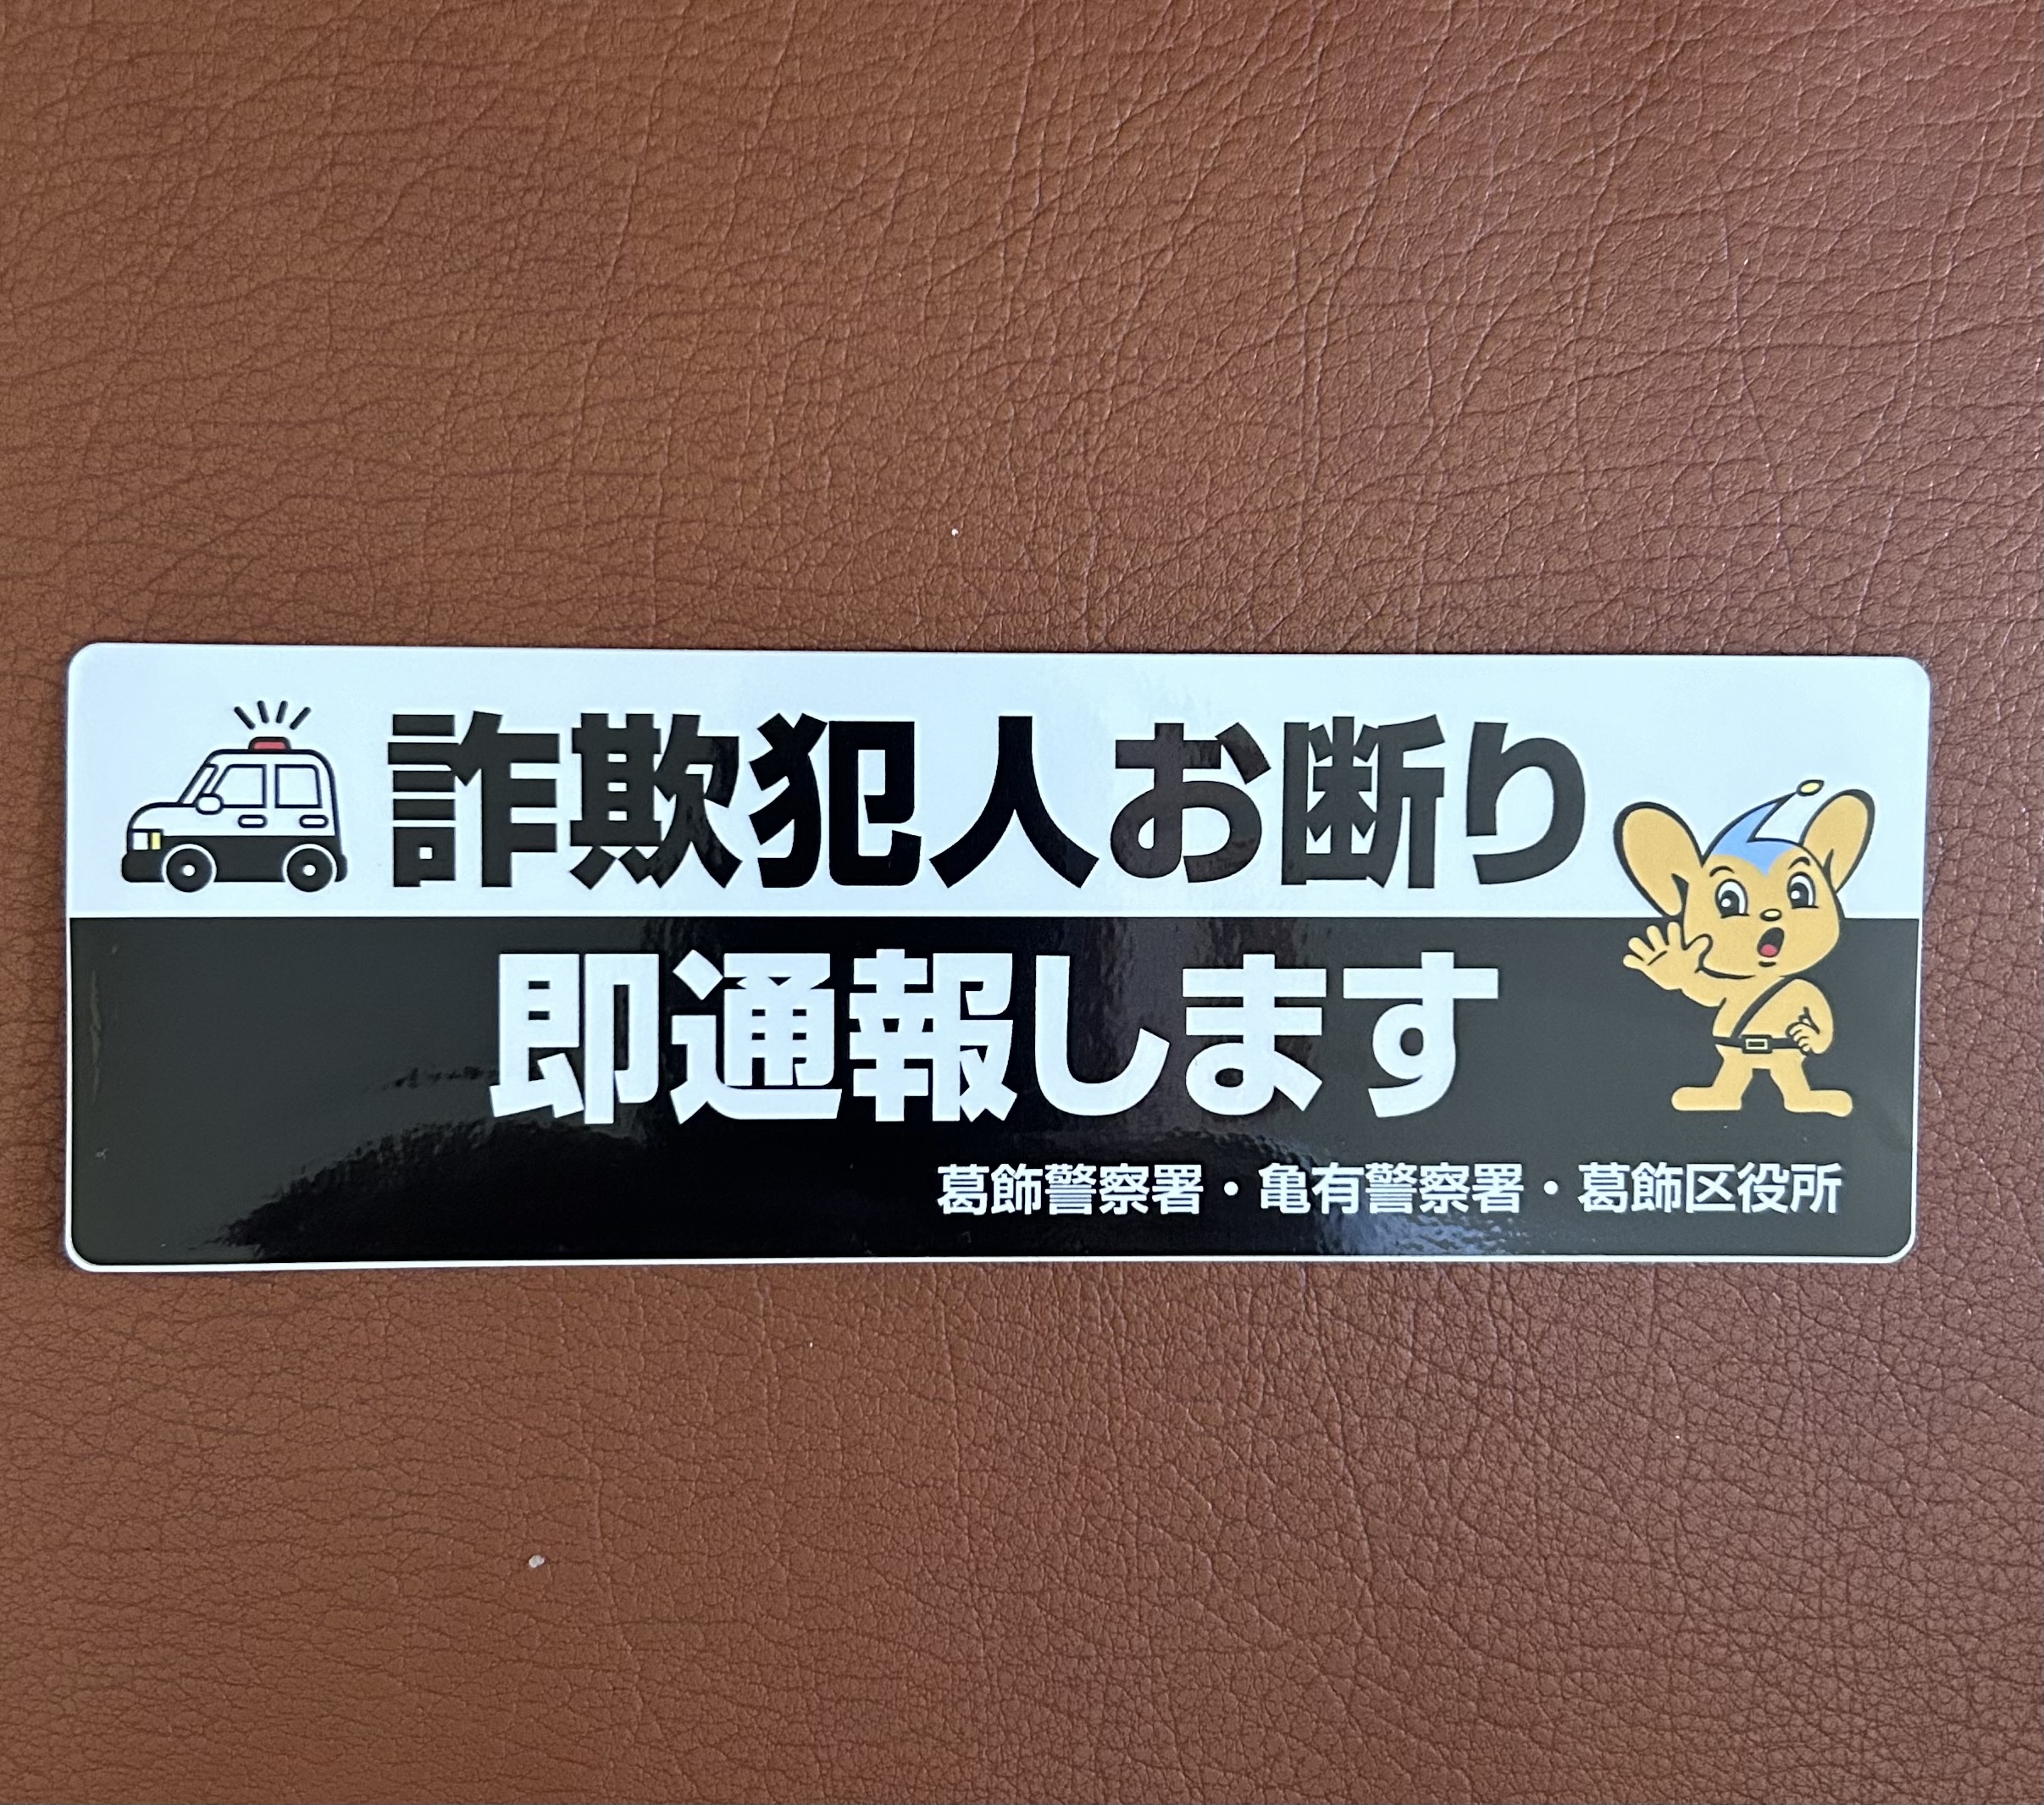 詐欺犯人お断り
即通報します
葛飾警察署・亀有警察署・葛飾区役所